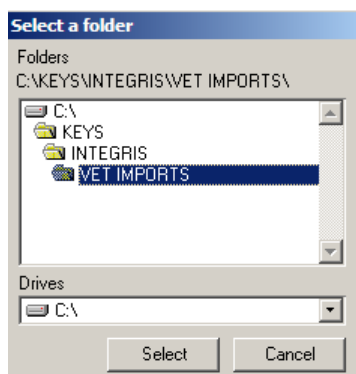 Select a folder
Folders
C:\KEYS\INTEGRIS\VET IMPORTS\
C:\
KEYS
INTEGRIS
VET IMPORTS
Drives
C:\
Select Cancel